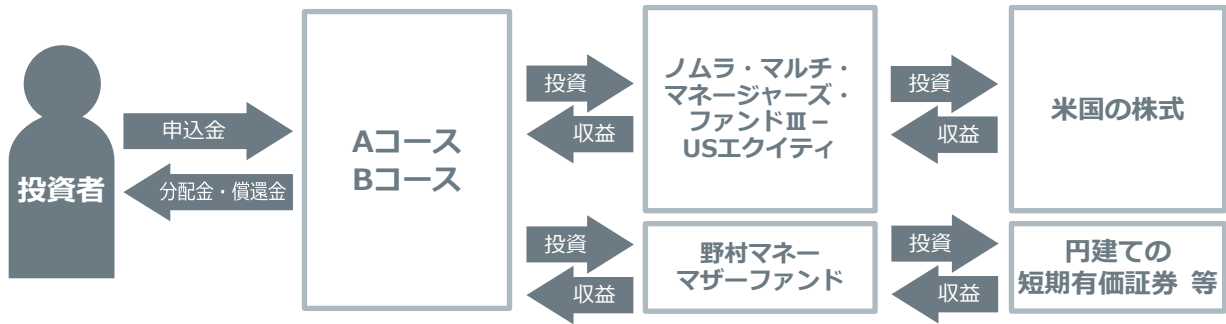 投資者
申込金
分配金・償還金
Aコース
Bコース
投資
収益
ノムラ・マルチ・
マネージャーズ・
ファンドⅢ－
USエクイティ
投資
収益
米国の株式
投資
収益
野村マネー
マザーファンド
投資
収益
円建ての
短期有価証券 等